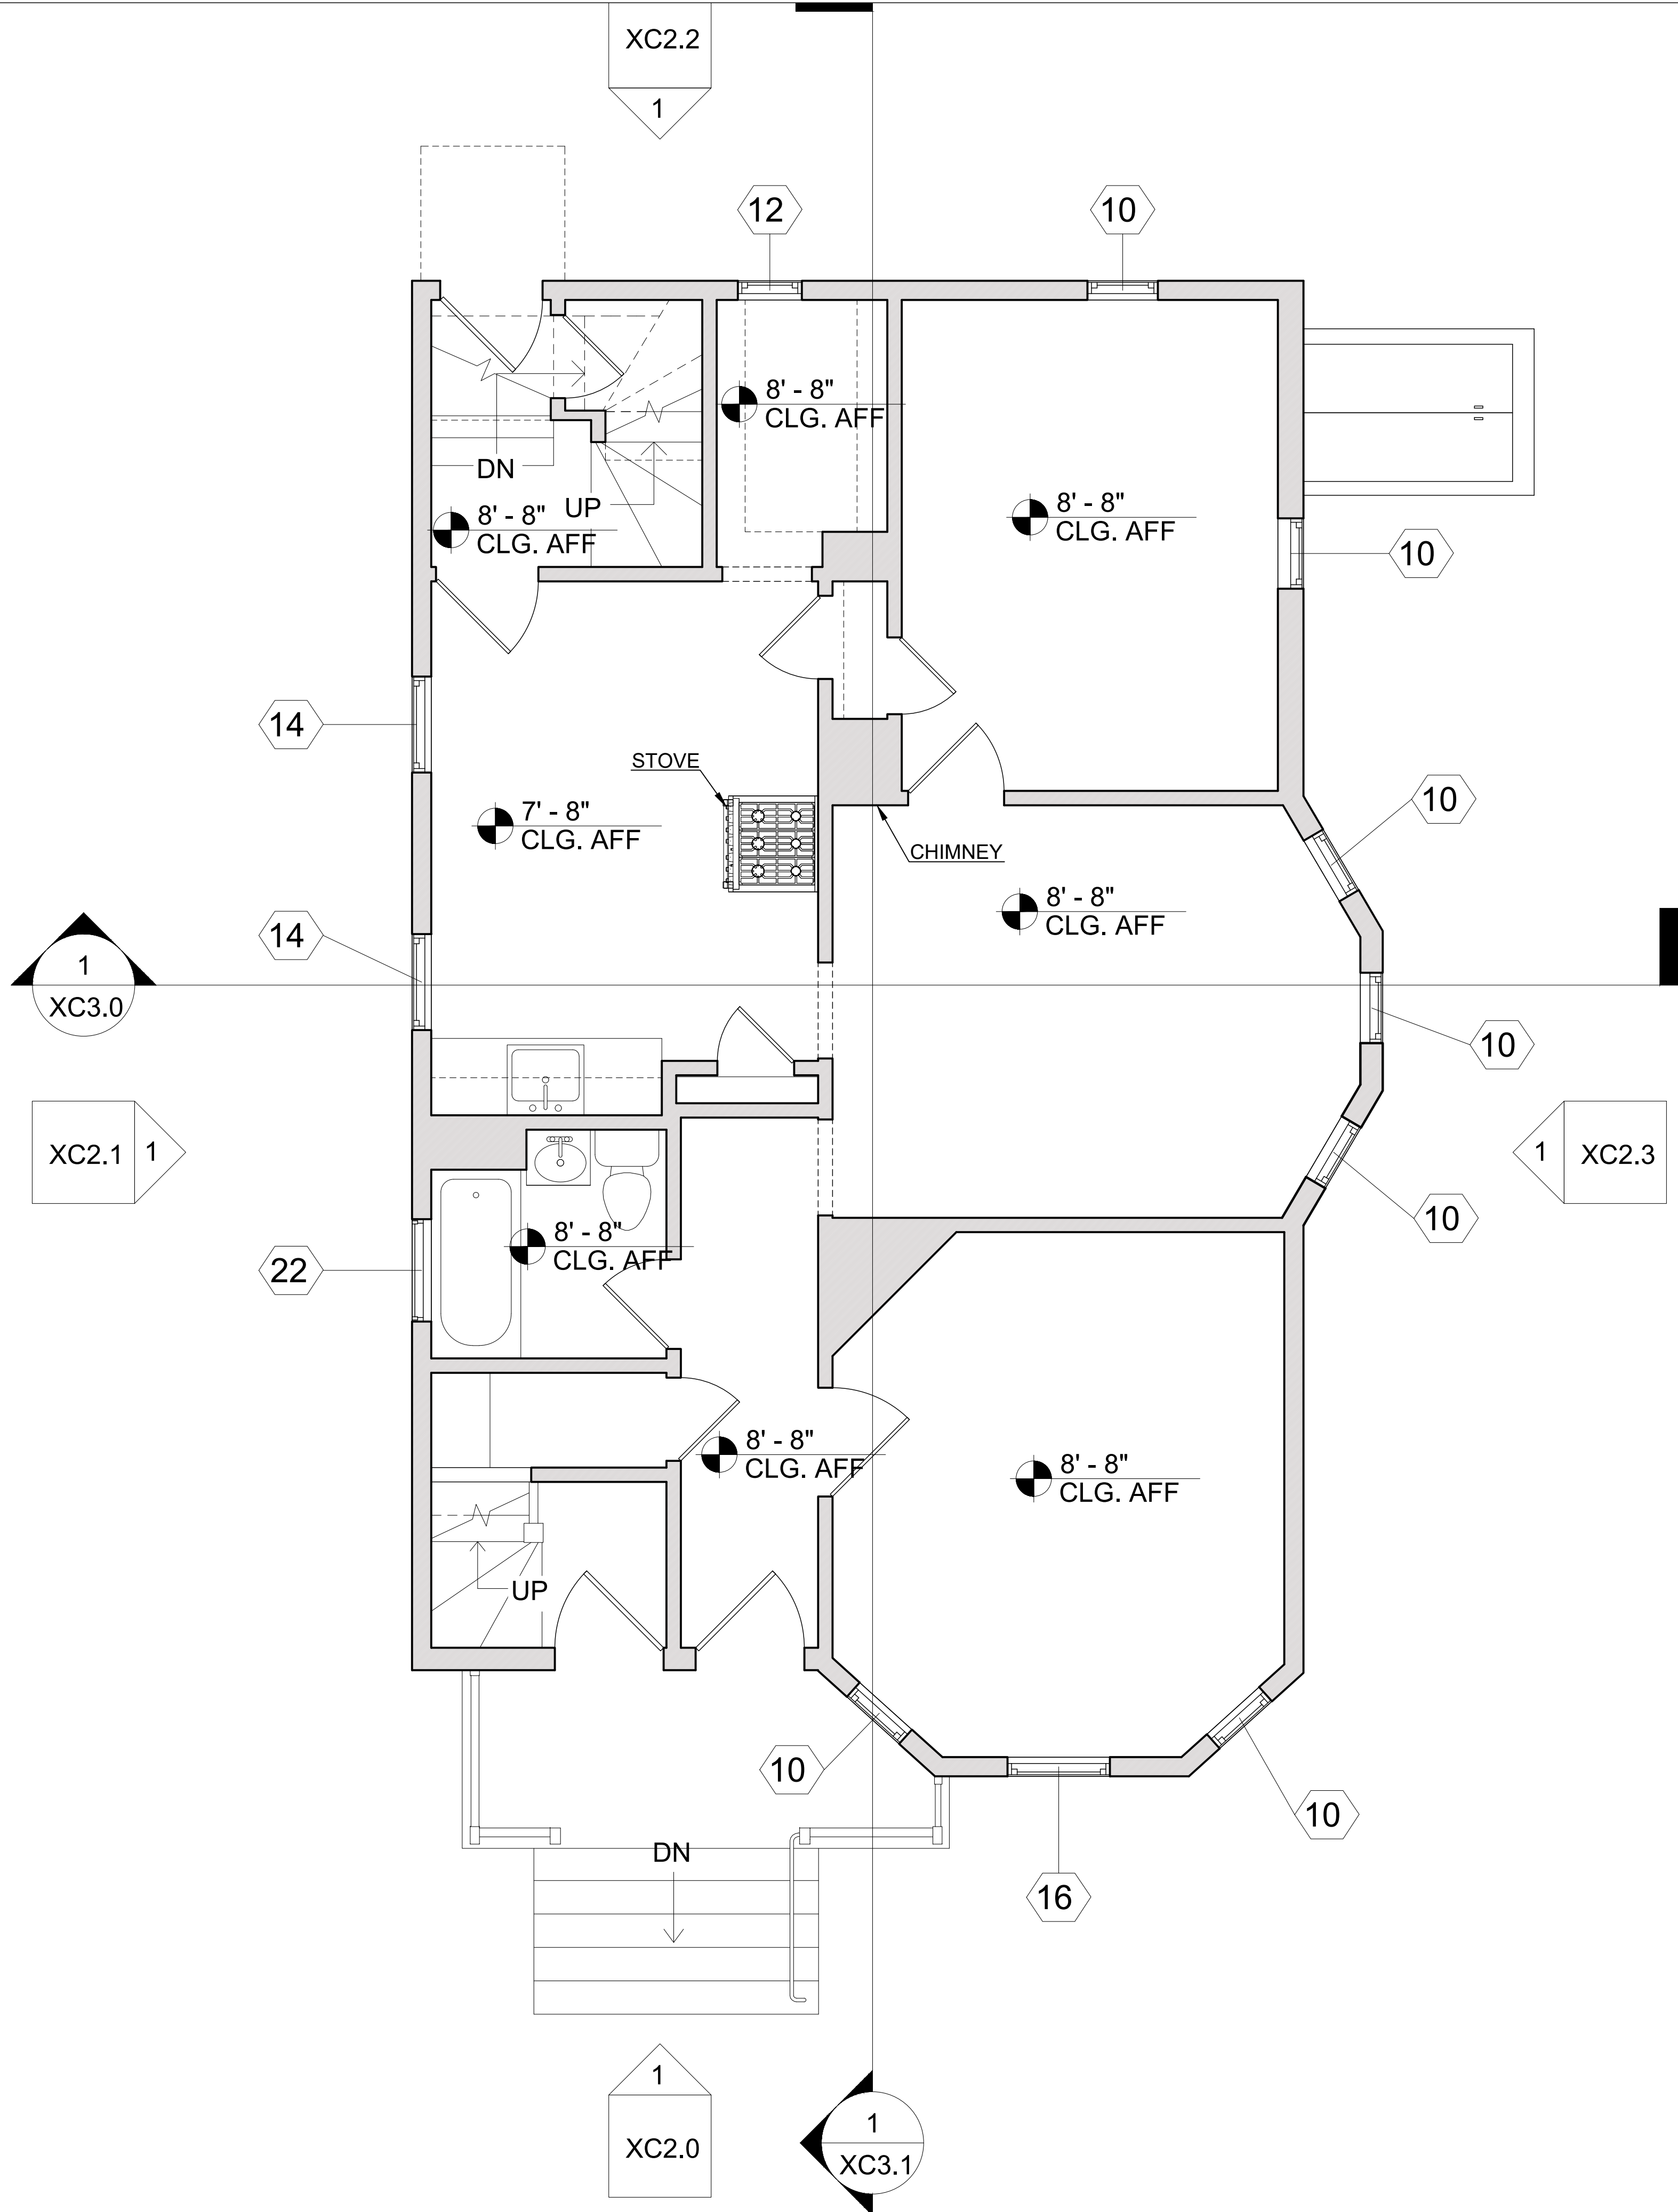 XC2.2
1
12
10
8' - 8"
CLG. AFF
DN
UP
8' - 8"
CLG. AFF
8' - 8"
CLG. AFF
10
14
STOVE
7' - 8"
CLG. AFF
CHIMNEY
10
8' - 8"
CLG. AFF
14
1
XC3.0
10
XC2.1
1
1
XC2.3
10
8' - 8"
CLG. AFF
22
8' - 8"
CLG. AFF
8' - 8"
CLG. AFF
UP
10
10
DN
16
1
XC2.0
1
XC3.1